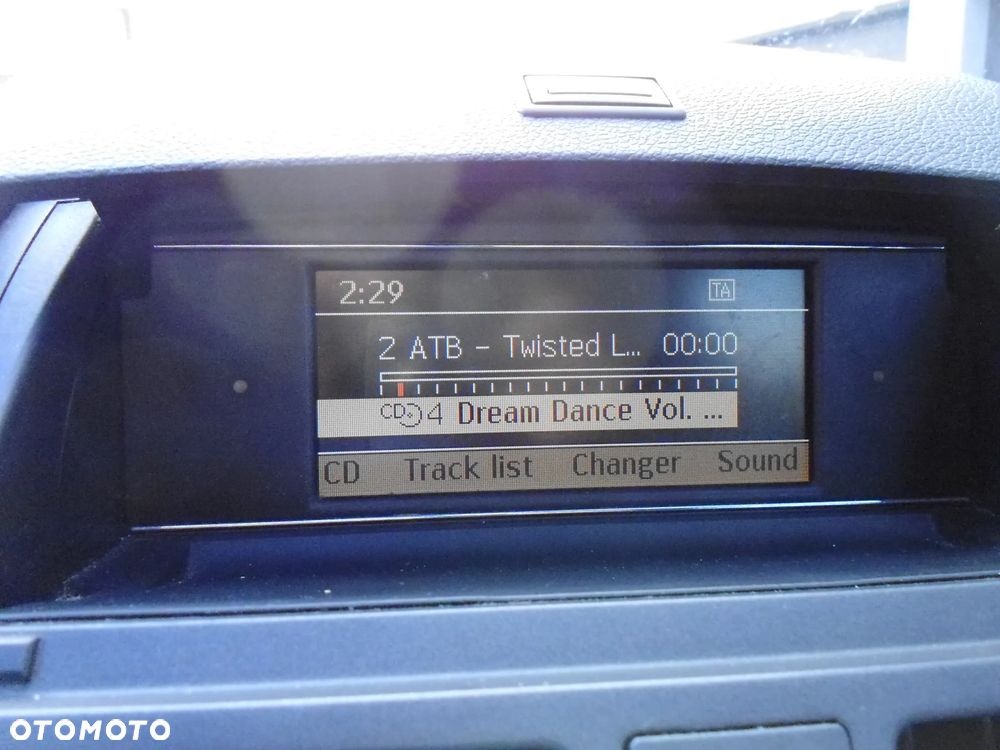 2:29 TA
2 ATB - Twisted L... 00:00
CD 4 Dream Dance Vol. ...
CD Track list Changer Sound
OTOMOTO